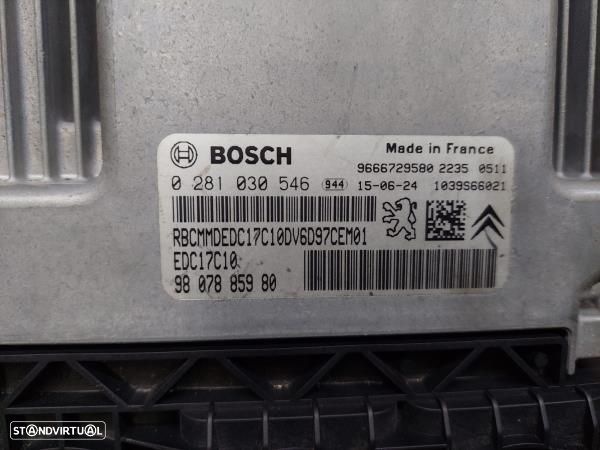 BOSCH
Made in France
9666729580 2235 0511
0 281 030 546 944 15-06-24 1039S66021
RBCMMDEDC17C10DV6D97CEM01
EDC17C10
98 078 859 80
STANDVIRTUAL